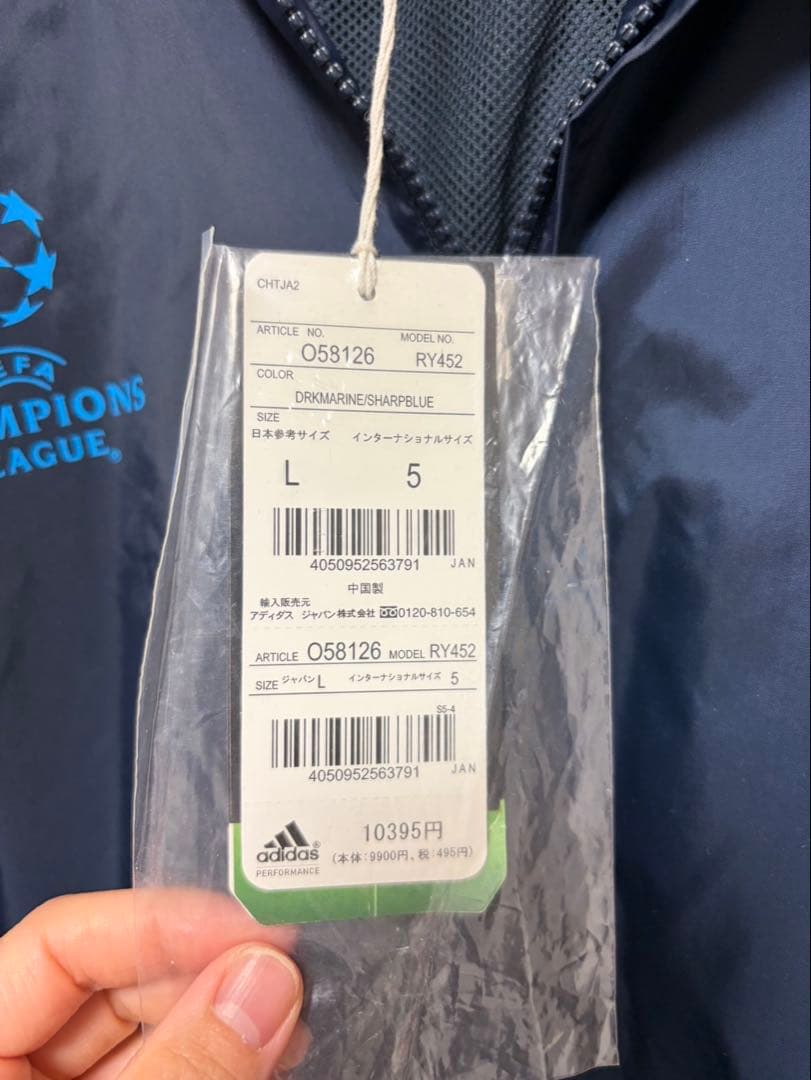 CHTJA2
ARTICLE NO. MODEL NO.
O58126 RY452
COLOR
DRKMARINE/SHARPBLUE
SIZE
日本参考サイズ インターナショナルサイズ
L 5
4050952563791 JAN
中国製
輸入販売元
アディダス ジャパン株式会社 0120-810-654
ARTICLE O58126 MODEL RY452
SIZE ジャパン L インターナショナルサイズ 5
S5-4
4050952563791 JAN
adidas®
PERFORMANCE
10395円
(本体:9900円、税:495円)
EFA
MPIONS
LEAGUE®